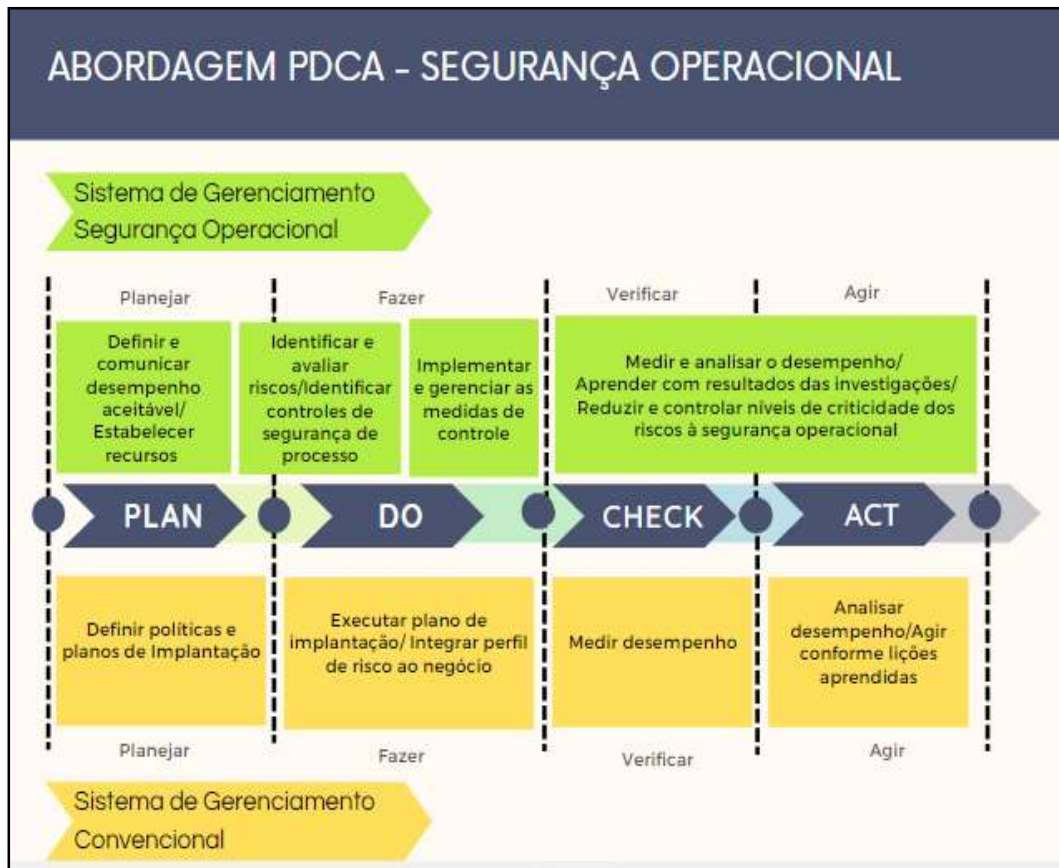 ABORDAGEM PDCA - SEGURANÇA OPERACIONAL
Sistema de Gerenciamento
Segurança Operacional
Planejar
Fazer
Verificar
Agir
Definir e
comunicar
desempenho
aceitável/
Estabelecer
recursos
Identificar e
avaliar
riscos/Identificar
controles de
segurança de
processo
Implementar
e gerenciar as
medidas de
controle
Medir e analisar o desempenho/
Aprender com resultados das investigações/
Reduzir e controlar níveis de criticidade dos
riscos à segurança operacional
PLAN
DO
CHECK
ACT
Definir políticas e
planos de Implantação
Executar plano de
implantação/ Integrar perfil
de risco ao negócio
Medir desempenho
Analisar
desempenho/Agir
conforme lições
aprendidas
Planejar
Fazer
Verificar
Agir
Sistema de Gerenciamento
Convencional